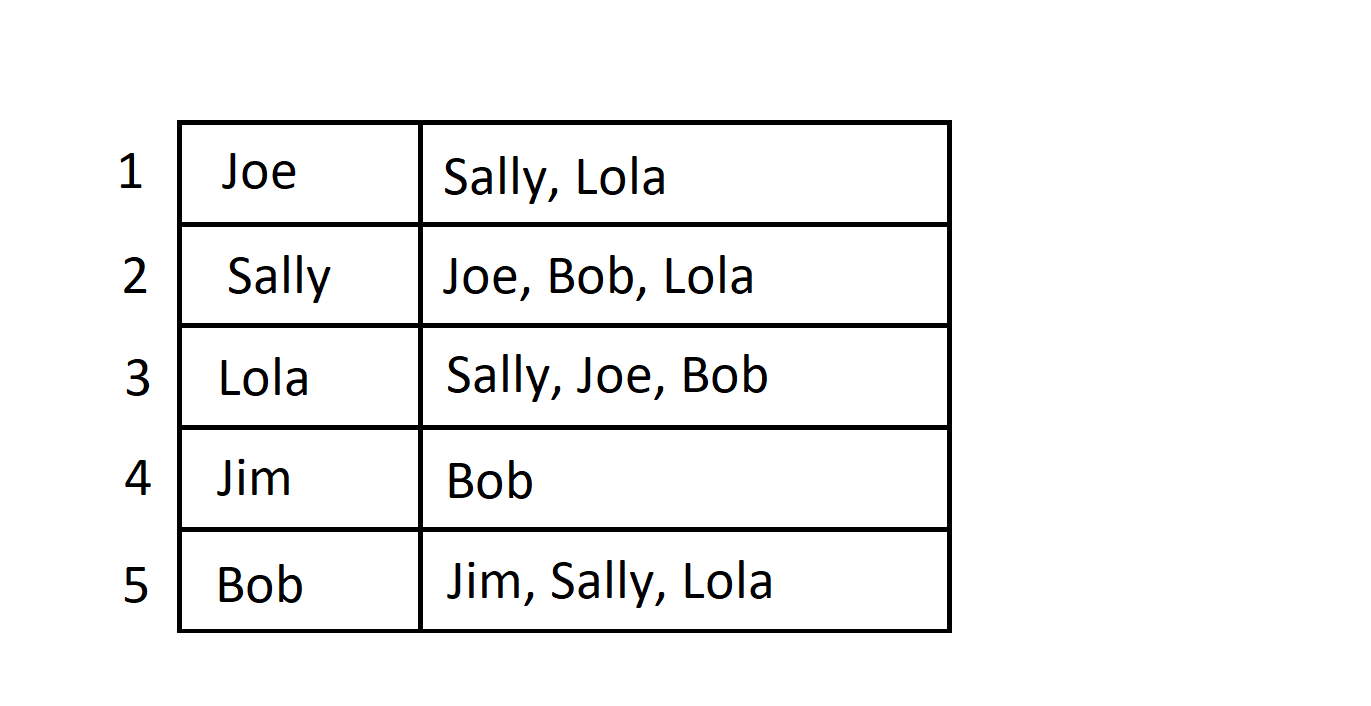 1 Joe Sally, Lola
2 Sally Joe, Bob, Lola
3 Lola Sally, Joe, Bob
4 Jim Bob
5 Bob Jim, Sally, Lola